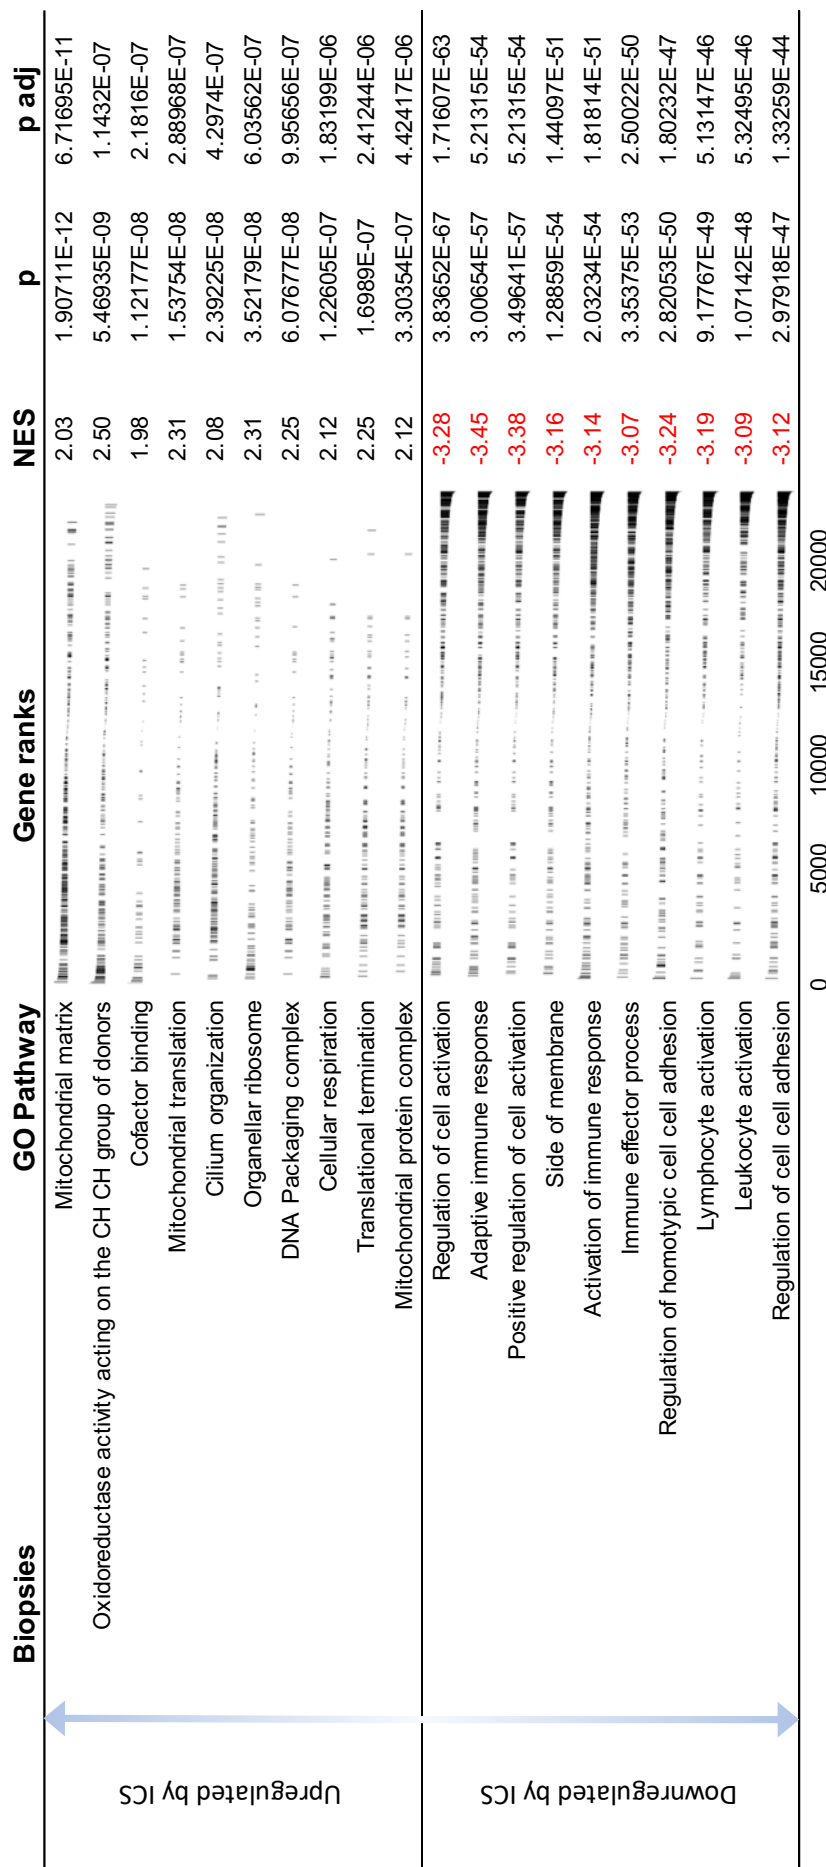 Biopsies GO Pathway Gene ranks NES p p adj
Upregulated by ICS
Mitochondrial matrix 2.03 1.90711E-12 6.71695E-11
Oxidoreductase activity acting on the CH CH group of donors 2.50 5.46935E-09 1.1432E-07
Cofactor binding 1.98 1.12177E-08 2.1816E-07
Mitochondrial translation 2.31 1.53754E-08 2.88968E-07
Cilium organization 2.08 2.39225E-08 4.2974E-07
Organellar ribosome 2.31 3.52179E-08 6.03562E-07
DNA Packaging complex 2.25 6.07677E-08 9.95656E-07
Cellular respiration 2.12 1.22605E-07 1.83199E-06
Translational termination 2.25 1.6989E-07 2.41244E-06
Mitochondrial protein complex 2.12 3.30354E-07 4.42417E-06
Downregulated by ICS
Regulation of cell activation -3.28 3.83652E-67 1.71607E-63
Adaptive immune response -3.45 3.00654E-57 5.21315E-54
Positive regulation of cell activation -3.38 3.49641E-57 5.21315E-54
Side of membrane -3.16 1.28859E-54 1.44097E-51
Activation of immune response -3.14 2.03234E-54 1.81814E-51
Immune effector process -3.07 3.35375E-53 2.50022E-50
Regulation of homotypic cell cell adhesion -3.24 2.82053E-50 1.80232E-47
Lymphocyte activation -3.19 9.17767E-49 5.13147E-46
Leukocyte activation -3.09 1.07142E-48 5.32495E-46
Regulation of cell cell adhesion -3.12 2.97918E-47 1.33259E-44
0 5000 10000 15000 20000